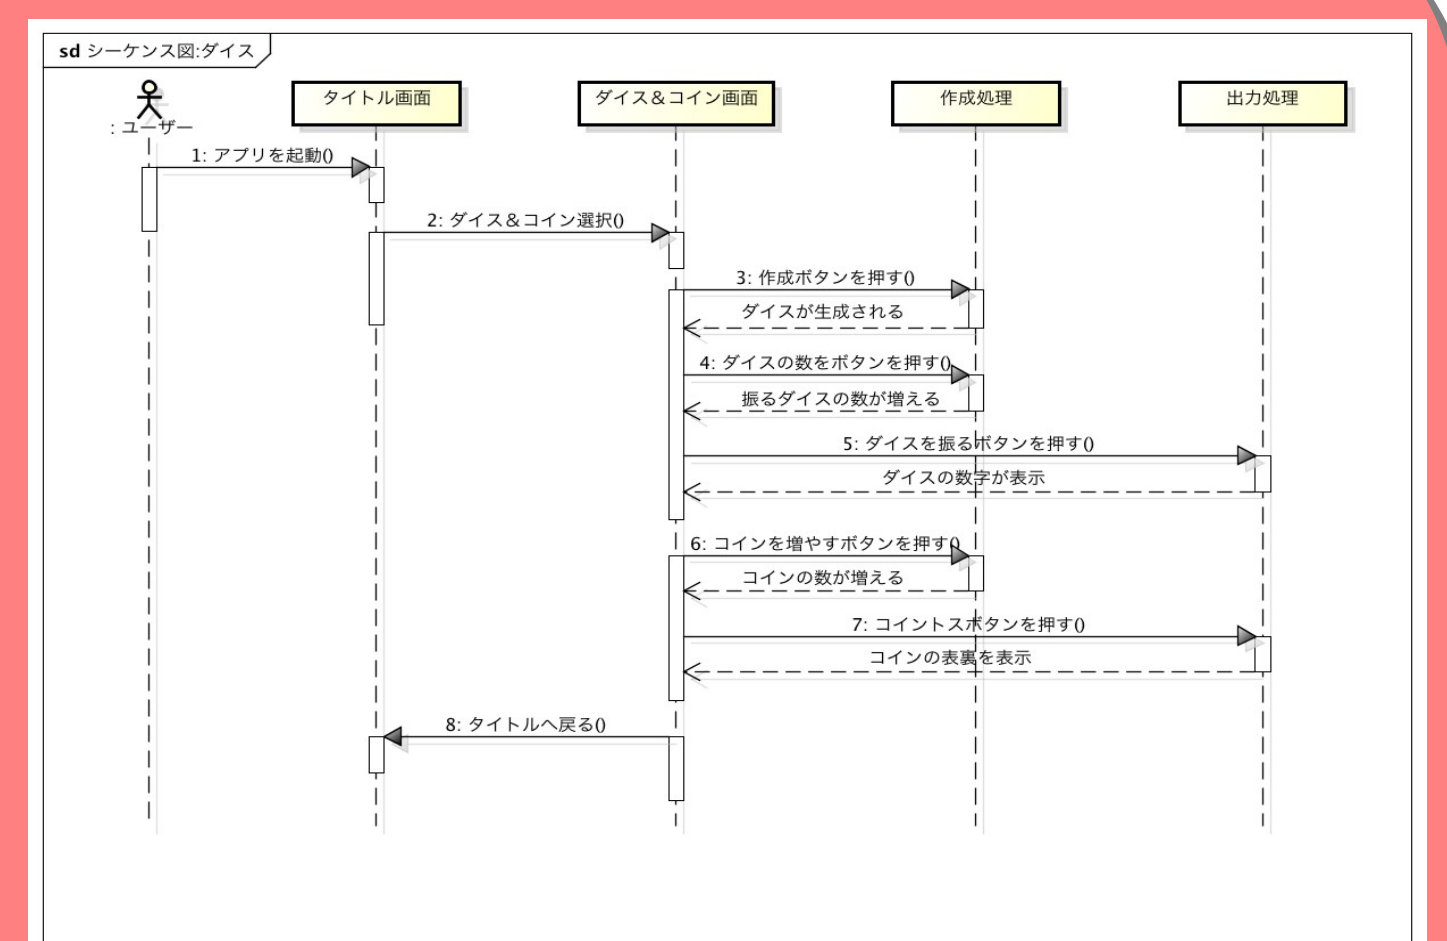 sd シーケンス図:ダイス
: ユーザー
タイトル画面
ダイス＆コイン画面
作成処理
出力処理
1: アプリを起動()
2: ダイス＆コイン選択()
3: 作成ボタンを押す()
ダイスが生成される
4: ダイスの数をボタンを押す()
振るダイスの数が増える
5: ダイスを振るボタンを押す()
ダイスの数字が表示
6: コインを増やすボタンを押す()
コインの数が増える
7: コイントスボタンを押す()
コインの表裏を表示
8: タイトルへ戻る()